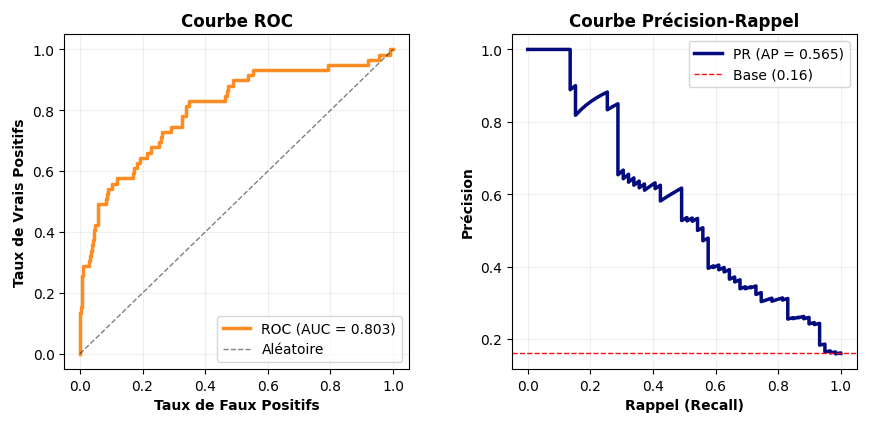 Courbe ROC
Taux de Vrais Positifs
1.0
0.8
0.6
0.4
0.2
0.0
ROC (AUC = 0.803)
Aléatoire
0.0 0.2 0.4 0.6 0.8 1.0
Taux de Faux Positifs
Courbe Précision-Rappel
Précision
1.0
0.8
0.6
0.4
0.2
PR (AP = 0.565)
Base (0.16)
0.0 0.2 0.4 0.6 0.8 1.0
Rappel (Recall)